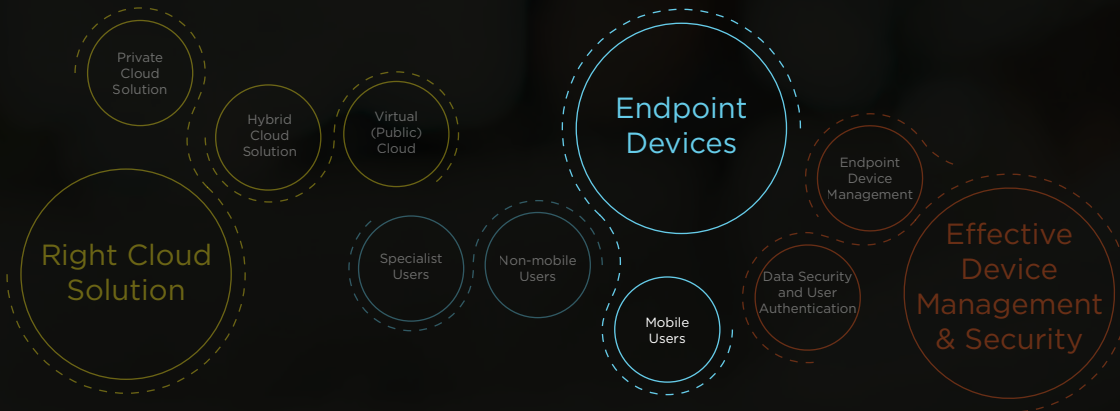 Private
Cloud
Solution
Hybrid
Cloud
Solution
Virtual
(Public)
Cloud
Right Cloud
Solution
Endpoint
Devices
Specialist
Users
Non-mobile
Users
Mobile
Users
Endpoint
Device
Management
Data Security
and User
Authentication
Effective
Device
Management
& Security